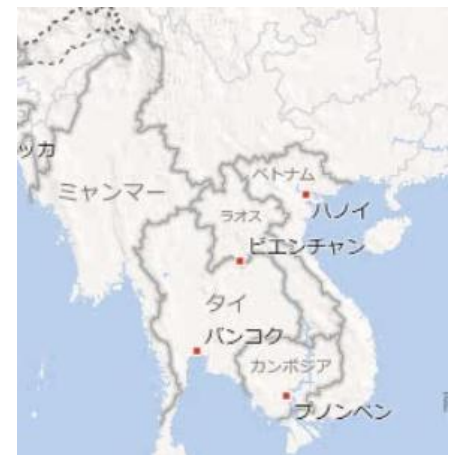 ッカ
ベトナム
ミャンマー
ハノイ
ラオス
ビエンチャン
タイ
バンコク
カンボジア
プノンペン